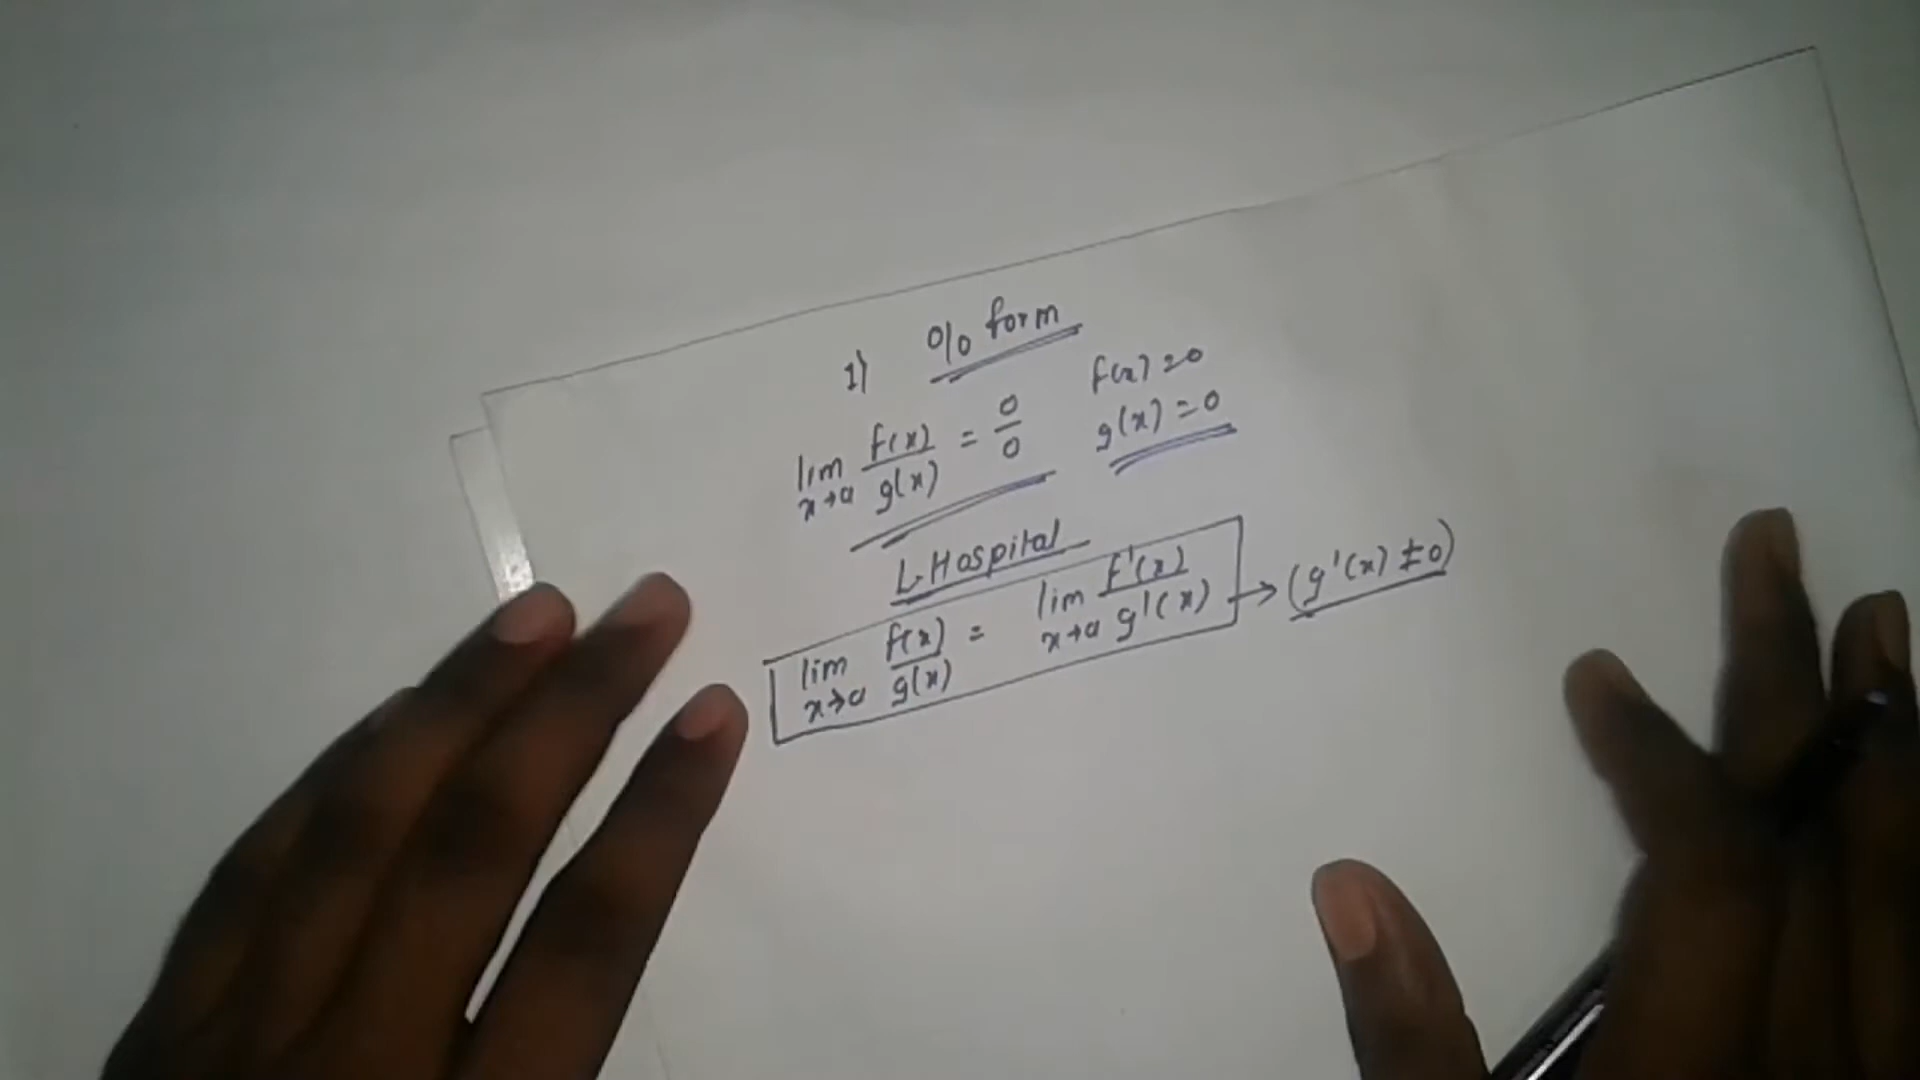 1) 0/0 form
lim x→a f(x)/g(x) = 0/0
f(x) = 0
g(x) = 0
L-Hospital
lim x→a f(x)/g(x) = lim x→a f'(x)/g'(x) → (g'(x) ≠ 0)